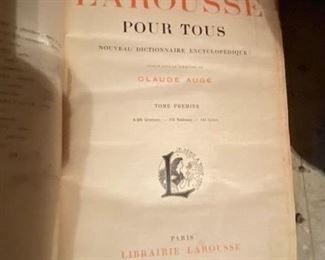 LAROUSSE
POUR TOUS
NOUVEAU DICTIONNAIRE ENCYCLOPÉDIQUE
CLAUDE AUGÉ
TOME PREMIER
PARIS
LIBRAIRIE LAROUSSE